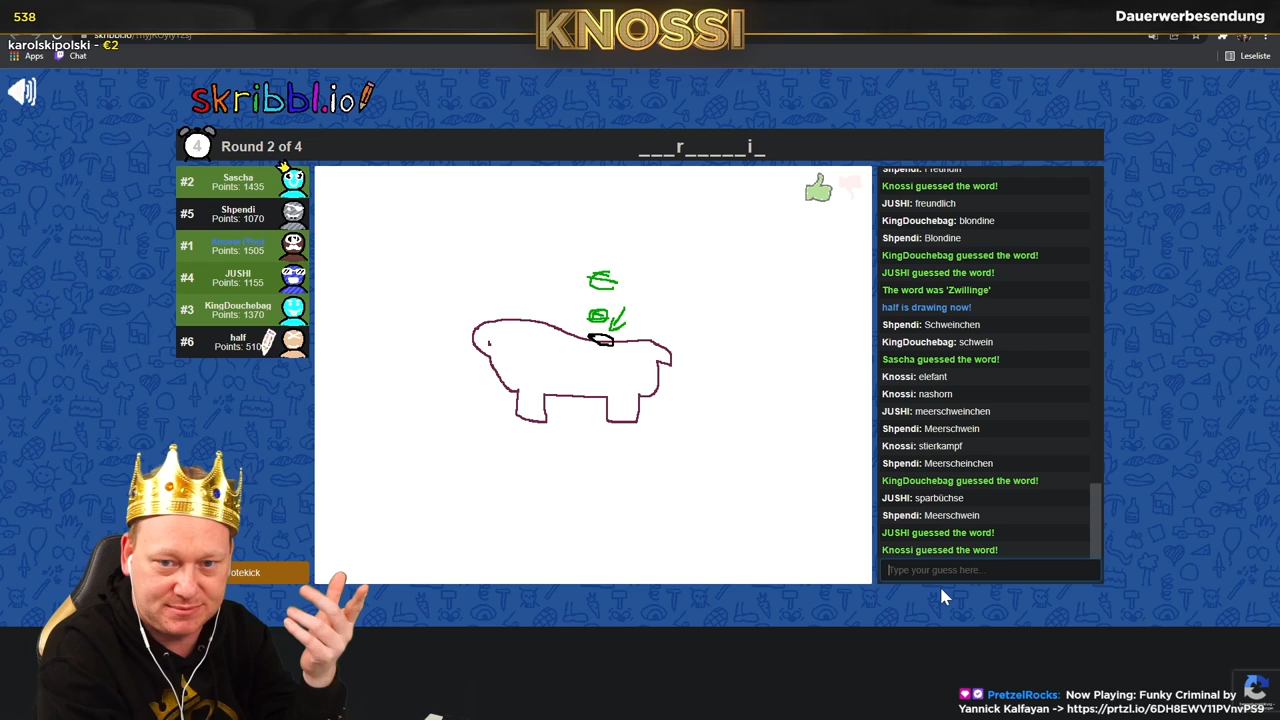 538
KNOSSI
Dauerwerbesendung
karolskipolski - €2
Apps
Chat
Leseliste
skribbl.io
4
Round 2 of 4
___r_____i_
#2
Sascha
Points: 1435
#5
Shpendi
Points: 1070
#1
Points: 1505
#4
JUSHI
Points: 1155
#3
KingDouchebag
Points: 1370
#6
half
Points: 510
€
Shpendi: Freundin
Knossi guessed the word!
JUSHI: freundlich
KingDouchebag: blondine
Shpendi: Blondine
KingDouchebag guessed the word!
JUSHI guessed the word!
The word was 'Zwillinge'
half is drawing now!
Shpendi: Schweinchen
KingDouchebag: schwein
Sascha guessed the word!
Knossi: elefant
Knossi: nashorn
JUSHI: meerschweinchen
Shpendi: Meerschwein
Knossi: stierkampf
Shpendi: Meerscheinchen
KingDouchebag guessed the word!
JUSHI: sparbüchse
Shpendi: Meerschwein
JUSHI guessed the word!
Knossi guessed the word!
Type your guess here...
otekick
PretzelRocks: Now Playing: Funky Criminal by
Yannick Kalfayan -> https://prtzl.io/6DH8EWV11PVnvPS9